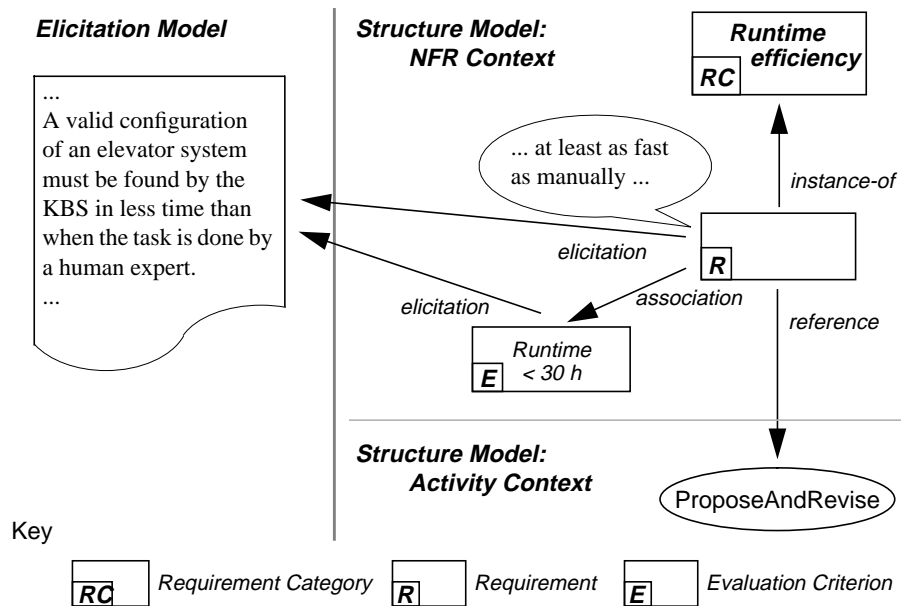 Elicitation Model
...
A valid configuration
of an elevator system
must be found by the
KBS in less time than
when the task is done by
a human expert.
...
Structure Model:
NFR Context
Runtime
efficiency
RC
... at least as fast
as manually ...
instance-of
elicitation
R
association
elicitation
reference
Runtime
< 30 h
E
Structure Model:
Activity Context
ProposeAndRevise
Key
RC
Requirement Category
R
Requirement
E
Evaluation Criterion